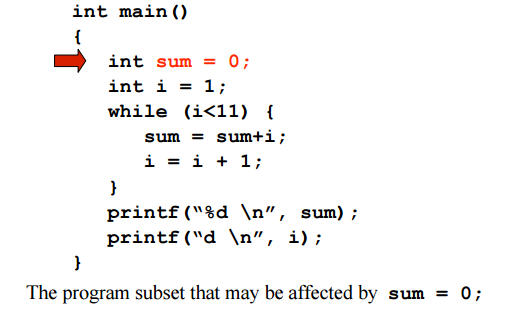 int main()
{
int sum = 0;
int i = 1;
while (i<11) {
sum = sum+i;
i = i + 1;
}
printf(“%d \n”, sum);
printf(“d \n”, i);
}
The program subset that may be affected by sum = 0;